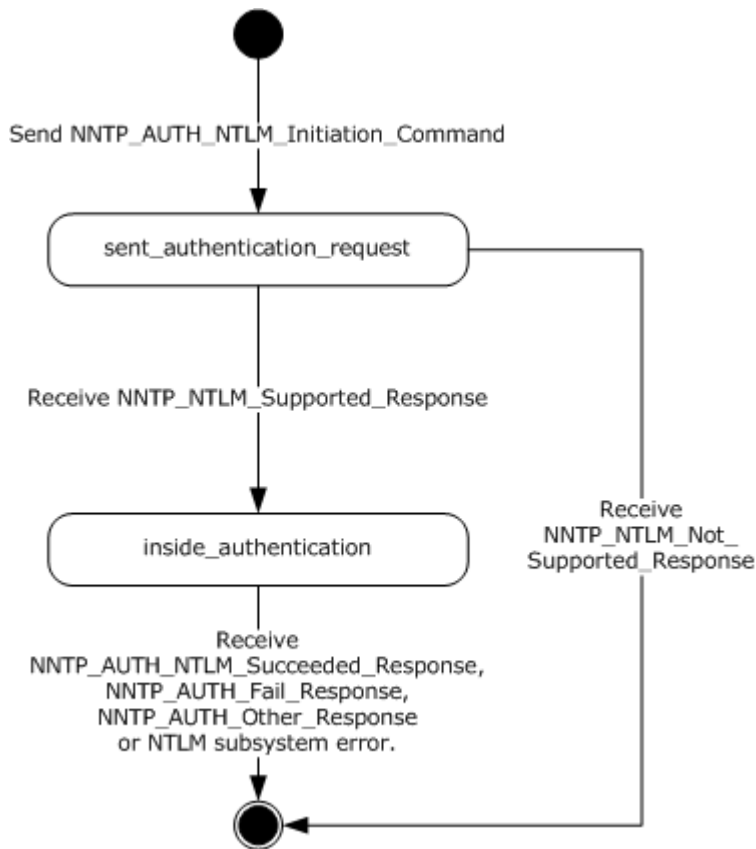 Send NNTP_AUTH_NTLM_Initiation_Command
sent_authentication_request
Receive NNTP_NTLM_Supported_Response
inside_authentication
Receive
NNTP_NTLM_Not_
Supported_Response
Receive
NNTP_AUTH_NTLM_Succeeded_Response,
NNTP_AUTH_Fail_Response,
NNTP_AUTH_Other_Response
or NTLM subsystem error.